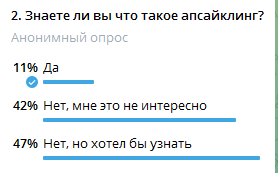 2. Знаете ли вы что такое апсайклинг?
Анонимный опрос
11% Да
42% Нет, мне это не интересно
47% Нет, но хотел бы узнать